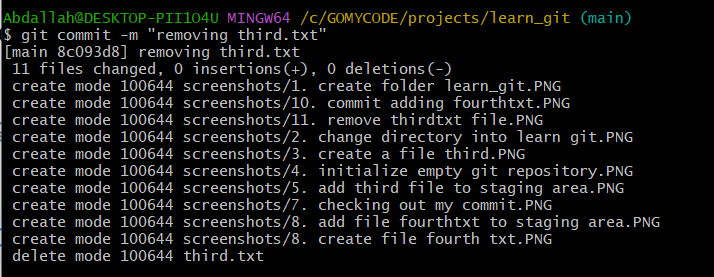 Abdallah@DESKTOP-PII1O4U MINGW64 /c/GOMYCODE/projects/learn_git (main)
$ git commit -m "removing third.txt"
[main 8c093d8] removing third.txt
 11 files changed, 0 insertions(+), 0 deletions(-)
 create mode 100644 screenshots/1. create folder learn_git.PNG
 create mode 100644 screenshots/10. commit adding fourthtxt.PNG
 create mode 100644 screenshots/11. remove thirdtxt file.PNG
 create mode 100644 screenshots/2. change directory into learn git.PNG
 create mode 100644 screenshots/3. create a file third.PNG
 create mode 100644 screenshots/4. initialize empty git repository.PNG
 create mode 100644 screenshots/5. add third file to staging area.PNG
 create mode 100644 screenshots/7. checking out my commit.PNG
 create mode 100644 screenshots/8. add file fourthtxt to staging area.PNG
 create mode 100644 screenshots/8. create file fourth txt.PNG
 delete mode 100644 third.txt